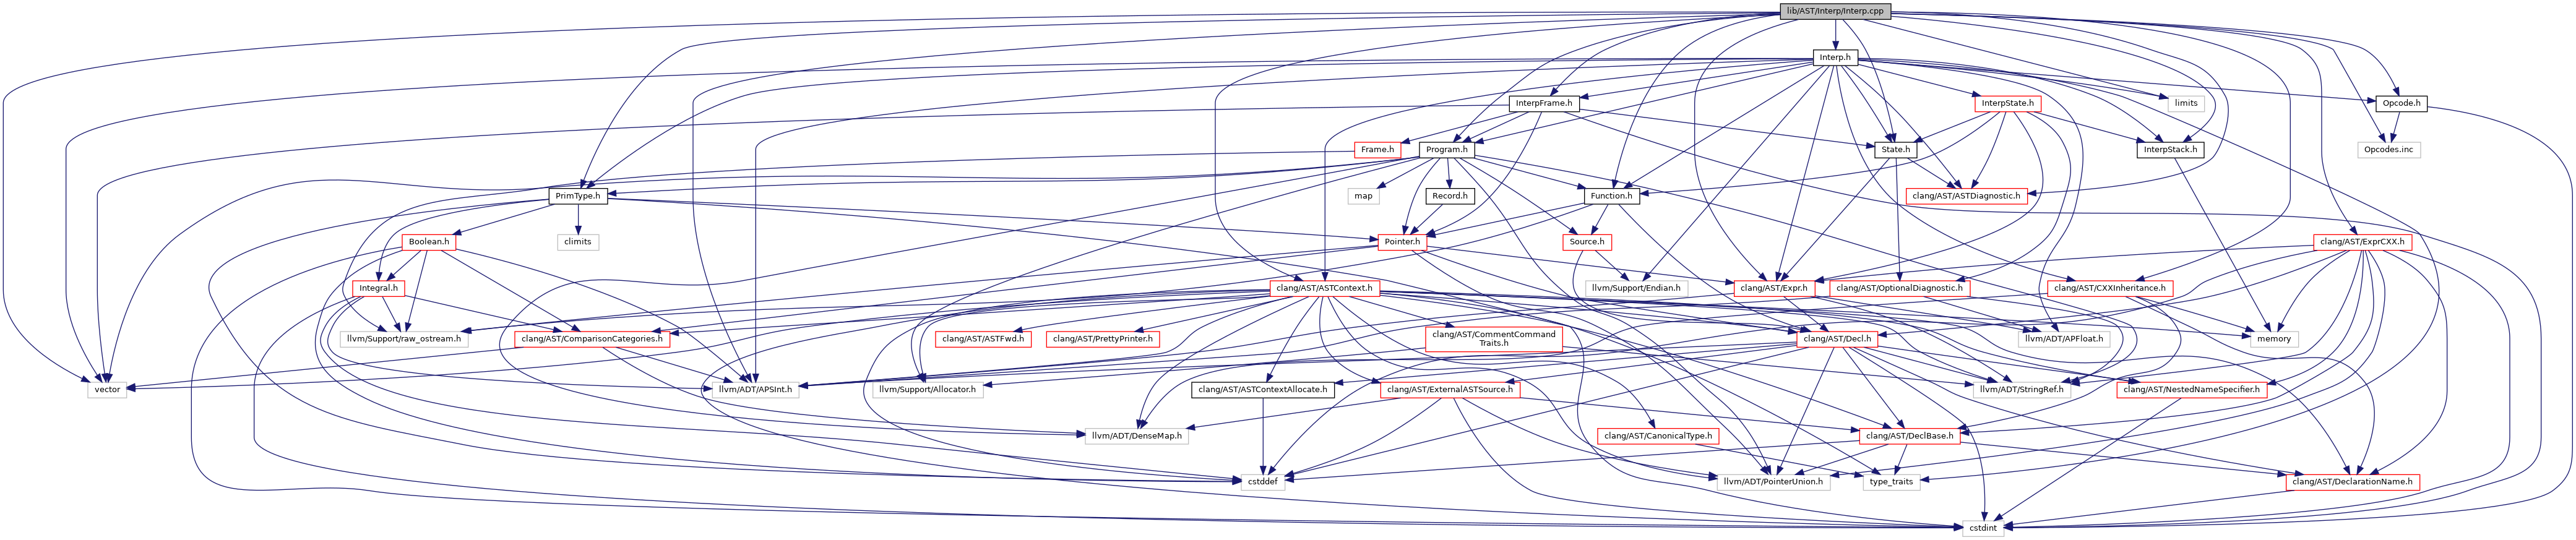 lib/AST/Interp/Interp.cpp
Interp.h
InterpFrame.h
InterpState.h
limits
Opcode.h
Frame.h
Program.h
State.h
InterpStack.h
Opcodes.inc
PrimType.h
map
Record.h
Function.h
clang/AST/ASTDiagnostic.h
Boolean.h
climits
Pointer.h
Source.h
clang/AST/ExprCXX.h
Integral.h
clang/AST/ASTContext.h
llvm/Support/Endian.h
clang/AST/Expr.h
clang/AST/OptionalDiagnostic.h
clang/AST/CXXInheritance.h
llvm/Support/raw_ostream.h
clang/AST/ComparisonCategories.h
clang/AST/ASTFwd.h
clang/AST/PrettyPrinter.h
clang/AST/CommentCommand
Traits.h
clang/AST/Decl.h
llvm/ADT/APFloat.h
memory
vector
llvm/ADT/APSInt.h
llvm/Support/Allocator.h
clang/AST/ASTContextAllocate.h
clang/AST/ExternalASTSource.h
llvm/ADT/StringRef.h
clang/AST/NestedNameSpecifier.h
llvm/ADT/DenseMap.h
clang/AST/CanonicalType.h
clang/AST/DeclBase.h
cstddef
llvm/ADT/PointerUnion.h
type_traits
clang/AST/DeclarationName.h
cstdint